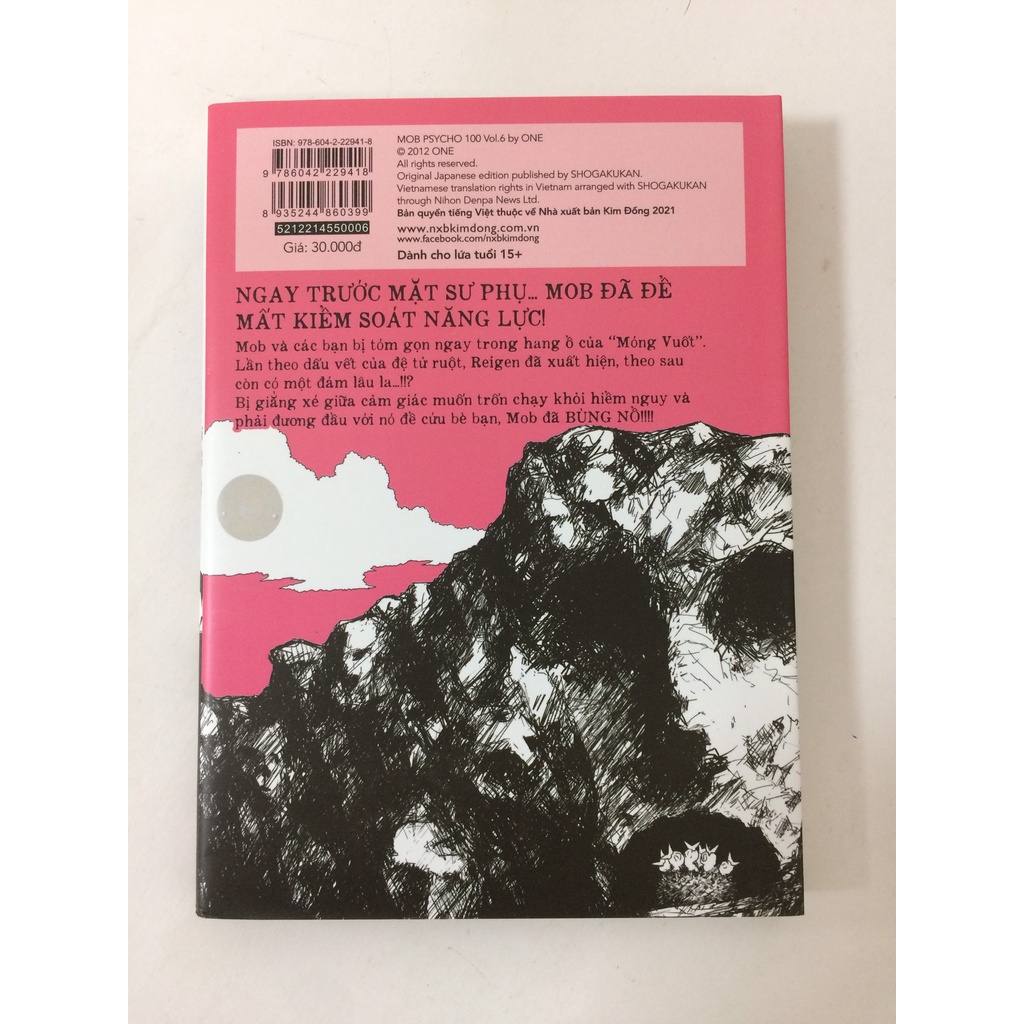 ISBN: 978-604-2-22941-8
9 786042 229418
8 935244 860399
5212214550006
Giá: 30.000đ
MOB PSYCHO 100 Vol.6 by ONE
© 2012 ONE
All rights reserved.
Original Japanese edition published by SHOGAKUKAN.
Vietnamese translation rights in Vietnam arranged with SHOGAKUKAN
through Nihon Denpa News Ltd.
Bản quyền tiếng Việt thuộc về Nhà xuất bản Kim Đồng 2021
www.nxbkimdong.com.vn
www.facebook.com/nxbkimdong
Dành cho lứa tuổi 15+
NGAY TRƯỚC MẶT SƯ PHỤ... MOB ĐÃ ĐỂ
MẤT KIỂM SOÁT NĂNG LỰC!
Mob và các bạn bị tóm gọn ngay trong hang ổ của “Móng Vuốt”.
Lần theo dấu vết của đệ tử ruột, Reigen đã xuất hiện, theo sau
còn có một đám lâu la...!!?
Bị giằng xé giữa cảm giác muốn trốn chạy khỏi hiểm nguy và
phải đương đầu với nó để cứu bè bạn, Mob đã BÙNG NỔ!!!!